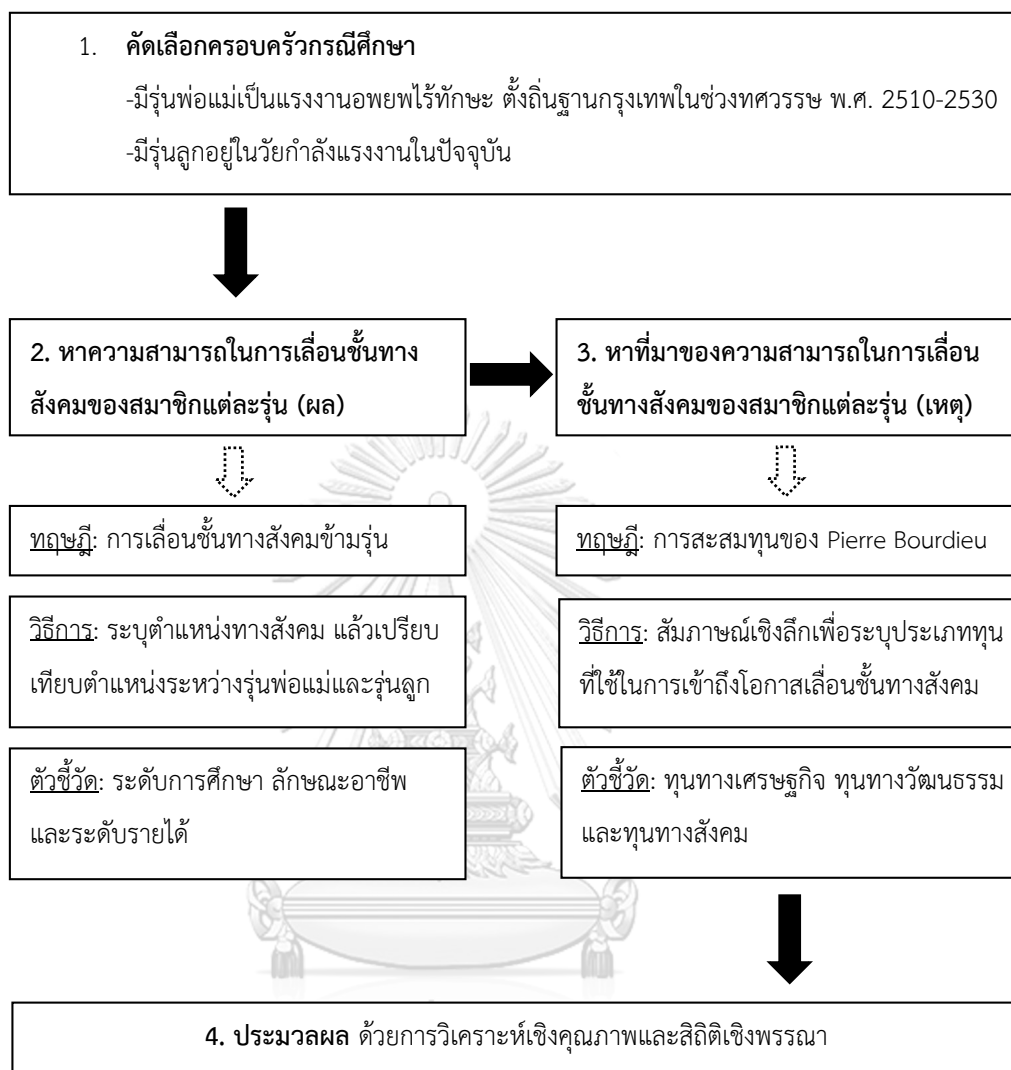 1. คัดเลือกครอบครัวกรณีศึกษา
-มีรุ่นพ่อแม่เป็นแรงงานอพยพไร้ทักษะ ตั้งถิ่นฐานกรุงเทพในช่วงทศวรรษ พ.ศ. 2510-2530
-มีรุ่นลูกอยู่ในวัยกำลังแรงงานในปัจจุบัน
2. หาความสามารถในการเลื่อนชั้นทาง
สังคมของสมาชิกแต่ละรุ่น (ผล)
3. หาที่มาของความสามารถในการเลื่อน
ชั้นทางสังคมของสมาชิกแต่ละรุ่น (เหตุ)
ทฤษฎี: การเลื่อนชั้นทางสังคมข้ามรุ่น
ทฤษฎี: การสะสมทุนของ Pierre Bourdieu
วิธีการ: ระบุตำแหน่งทางสังคม แล้วเปรียบ
เทียบตำแหน่งระหว่างรุ่นพ่อแม่และรุ่นลูก
วิธีการ: สัมภาษณ์เชิงลึกเพื่อระบุประเภททุน
ที่ใช้ในการเข้าถึงโอกาสเลื่อนชั้นทางสังคม
ตัวชี้วัด: ระดับการศึกษา ลักษณะอาชีพ
และระดับรายได้
ตัวชี้วัด: ทุนทางเศรษฐกิจ ทุนทางวัฒนธรรม
และทุนทางสังคม
4. ประมวลผล ด้วยการวิเคราะห์เชิงคุณภาพและสิถิติเชิงพรรณา